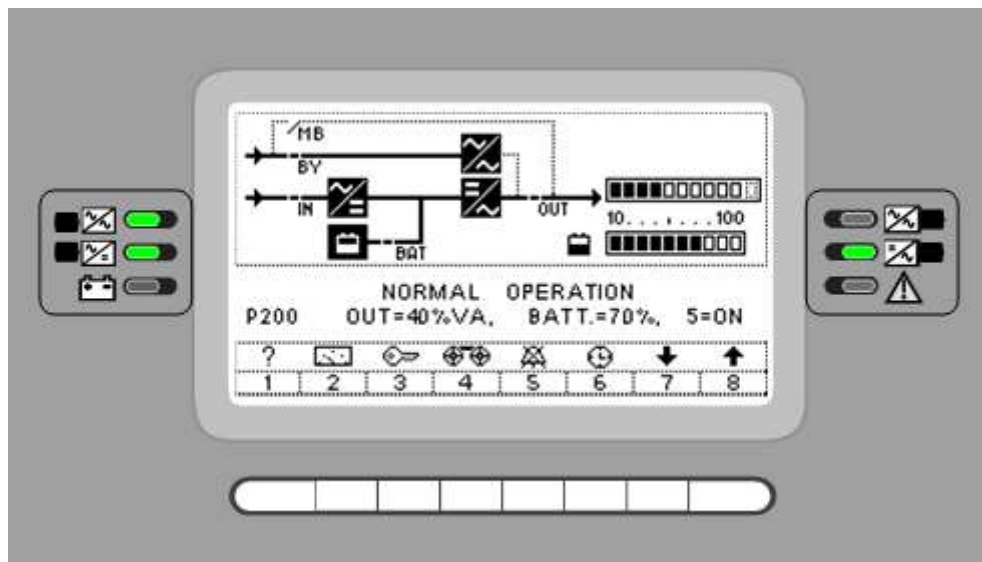 MB
BY
IN
OUT
BAT
10....ı....100
NORMAL OPERATION
P200 OUT=40%VA, BATT.=70%, 5=ON
?
1 2 3 4 5 6 7 8